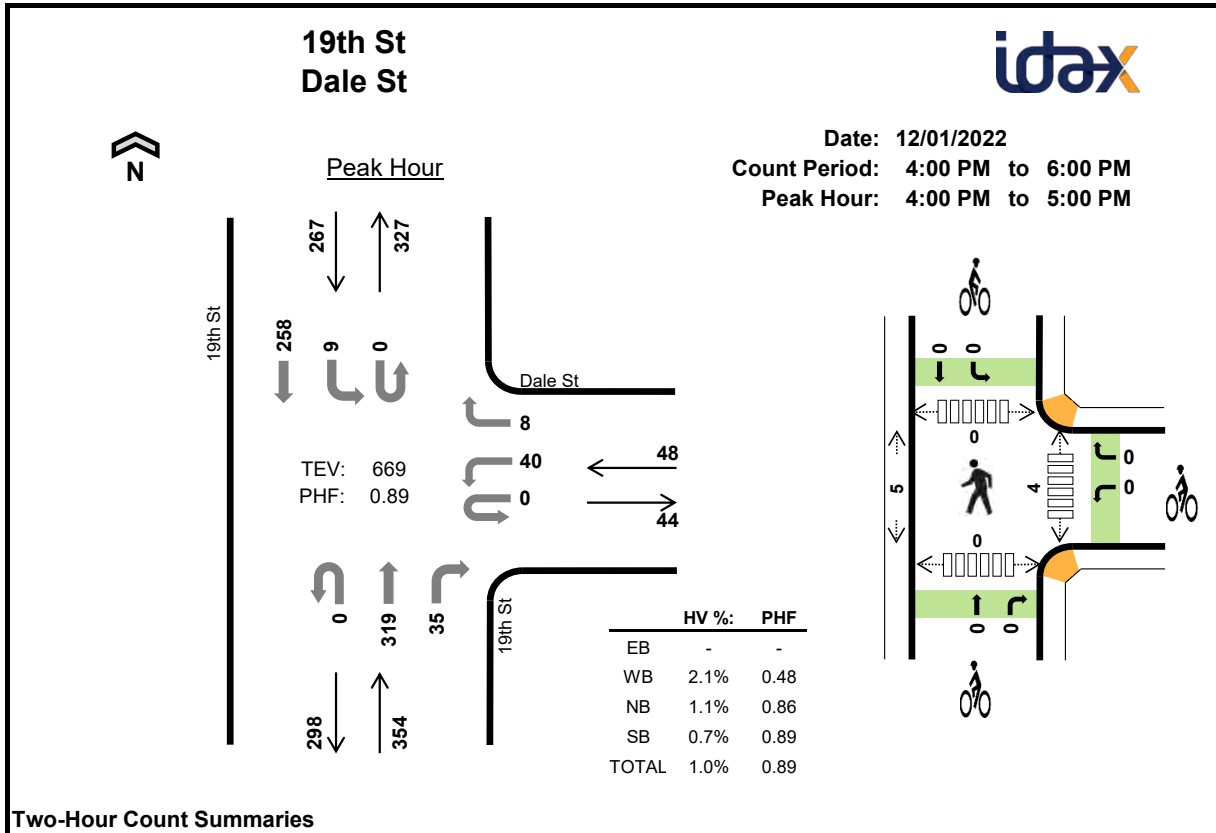 19th St
Dale St
idax
Date: 12/01/2022
Count Period: 4:00 PM to 6:00 PM
Peak Hour: 4:00 PM to 5:00 PM
N
Peak Hour
267
327
19th St
258
9
0
Dale St
8
40
0
48
44
TEV: 669
PHF: 0.89
0
319
35
19th St
298
354
HV %: PHF
EB - -
WB 2.1% 0.48
NB 1.1% 0.86
SB 0.7% 0.89
TOTAL 1.0% 0.89
0
0
0
5
4
0
0
0
0
0
Two-Hour Count Summaries